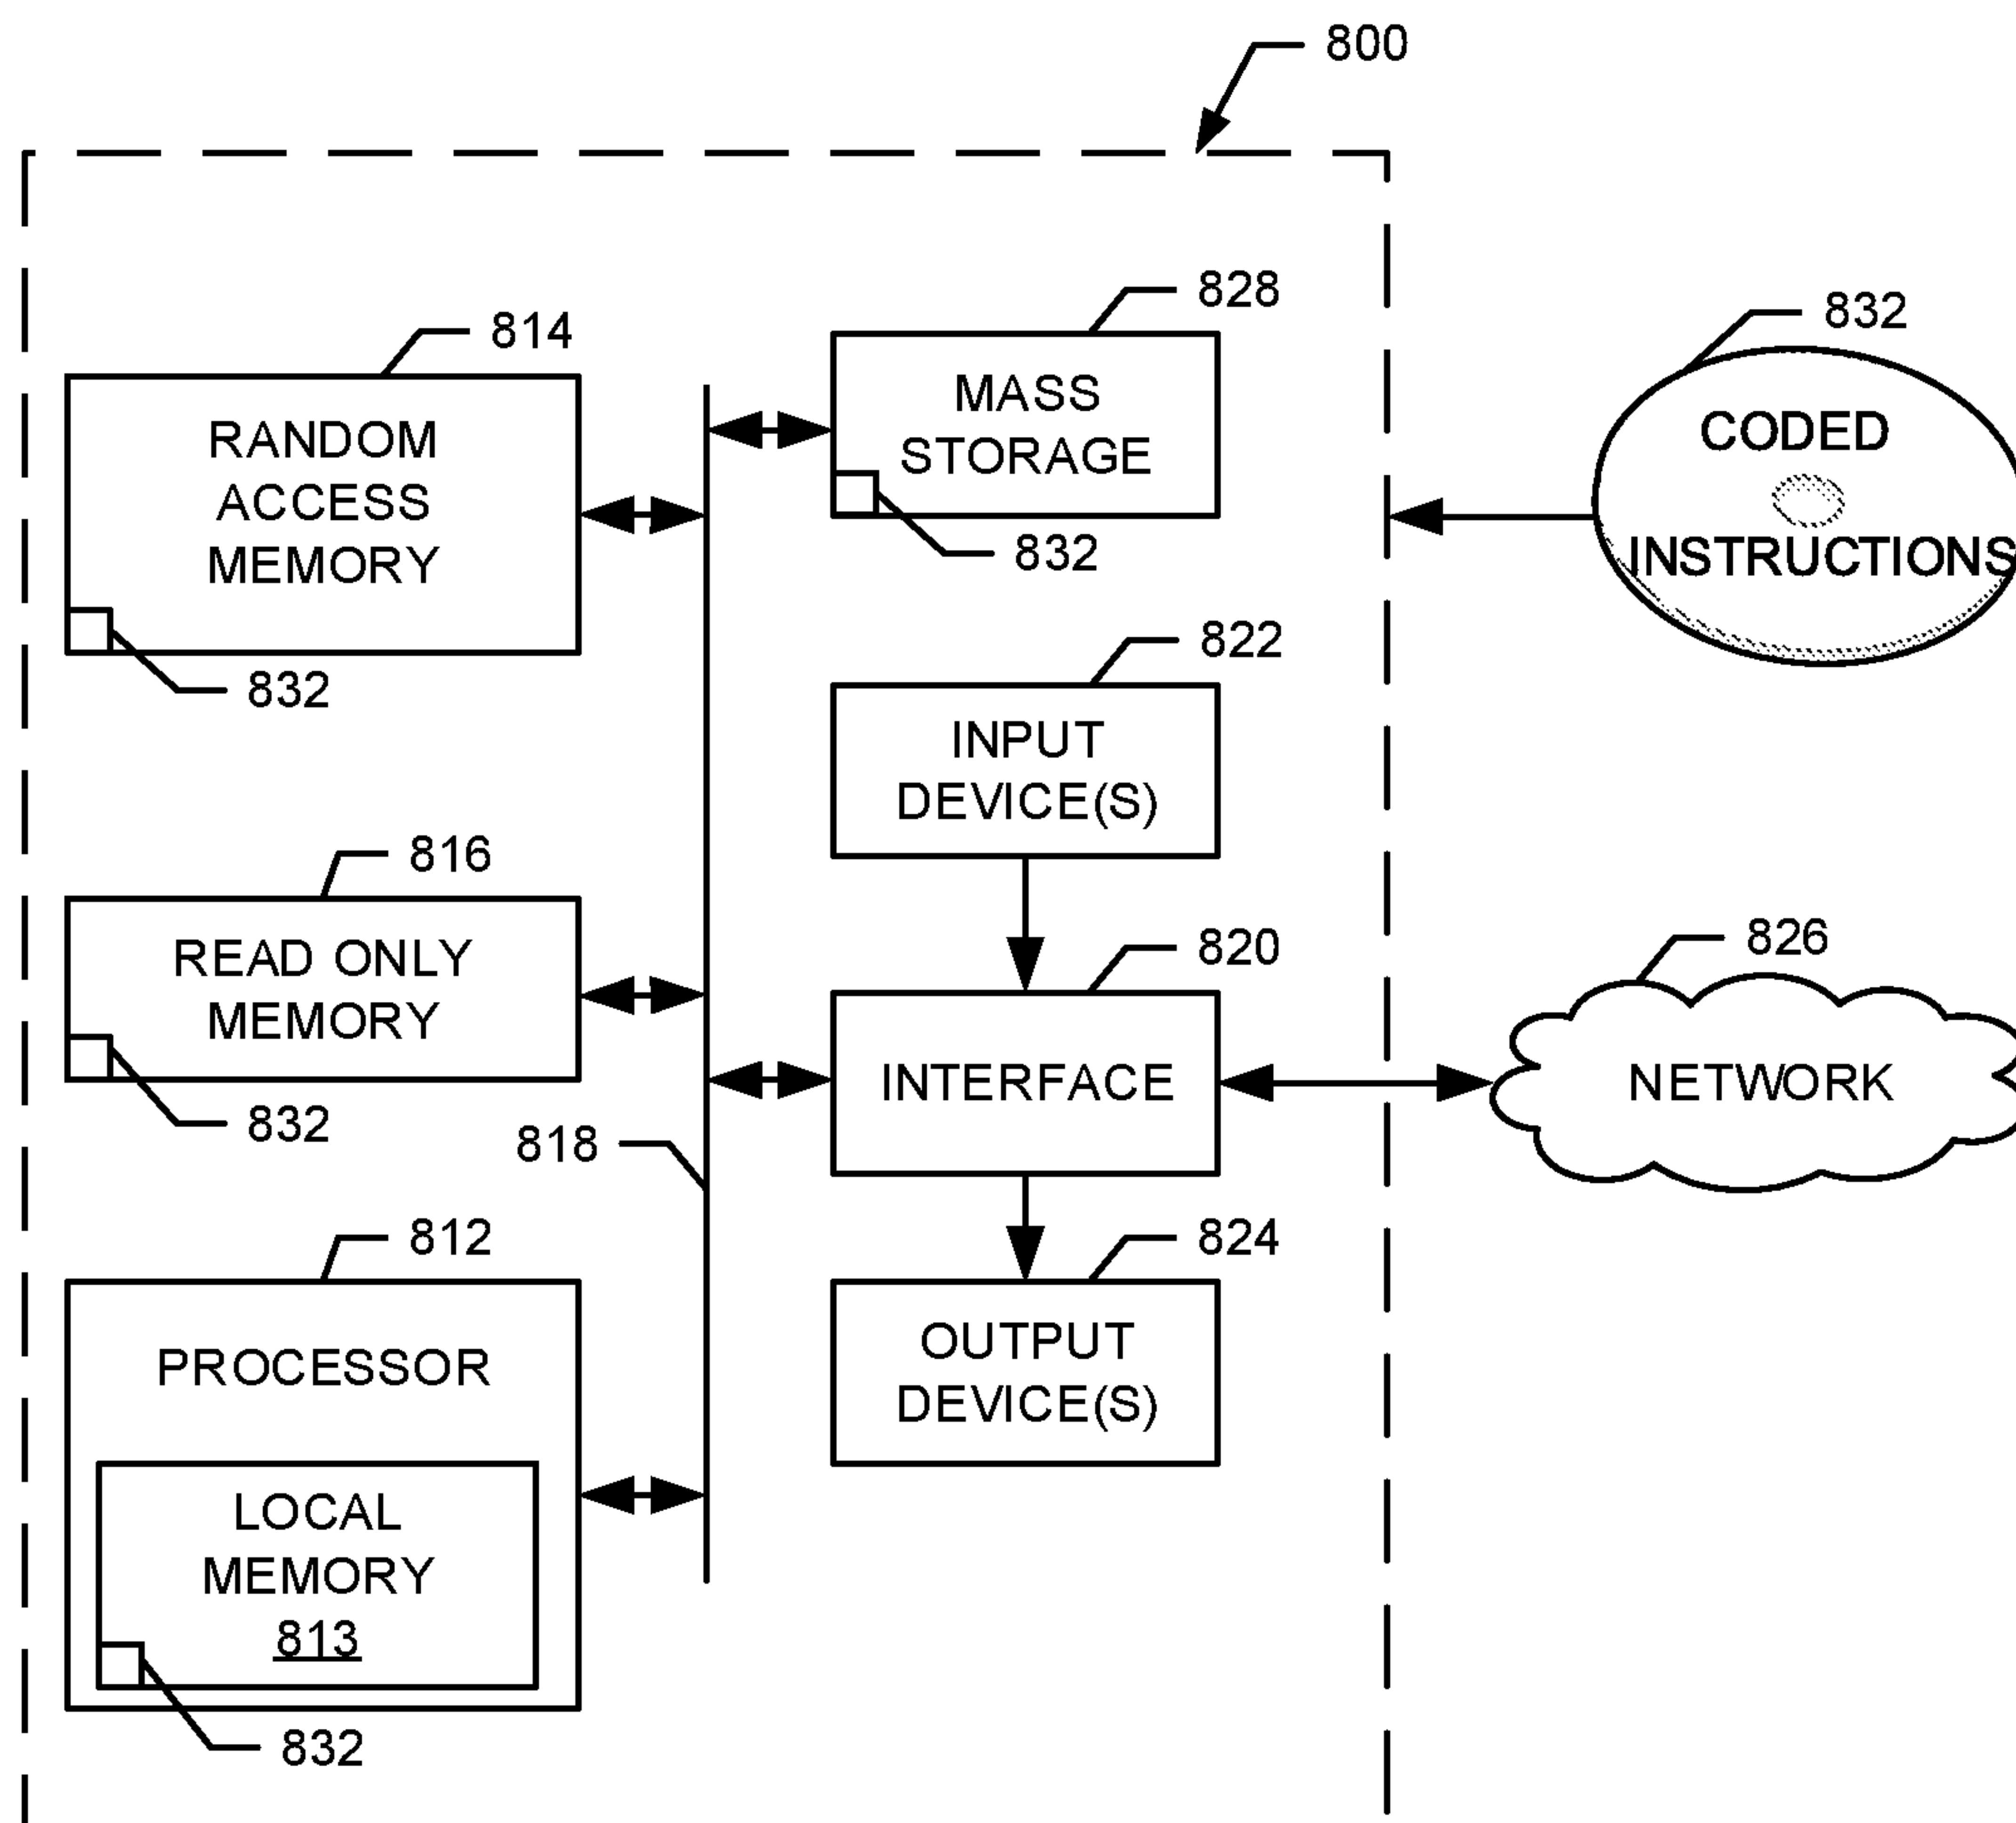 800
814
RANDOM
ACCESS
MEMORY
832
828
MASS
STORAGE
832
832
CODED
INSTRUCTIONS
822
INPUT
DEVICE(S)
816
READ ONLY
MEMORY
832
820
INTERFACE
826
NETWORK
818
812
PROCESSOR
LOCAL
MEMORY
813
832
824
OUTPUT
DEVICE(S)